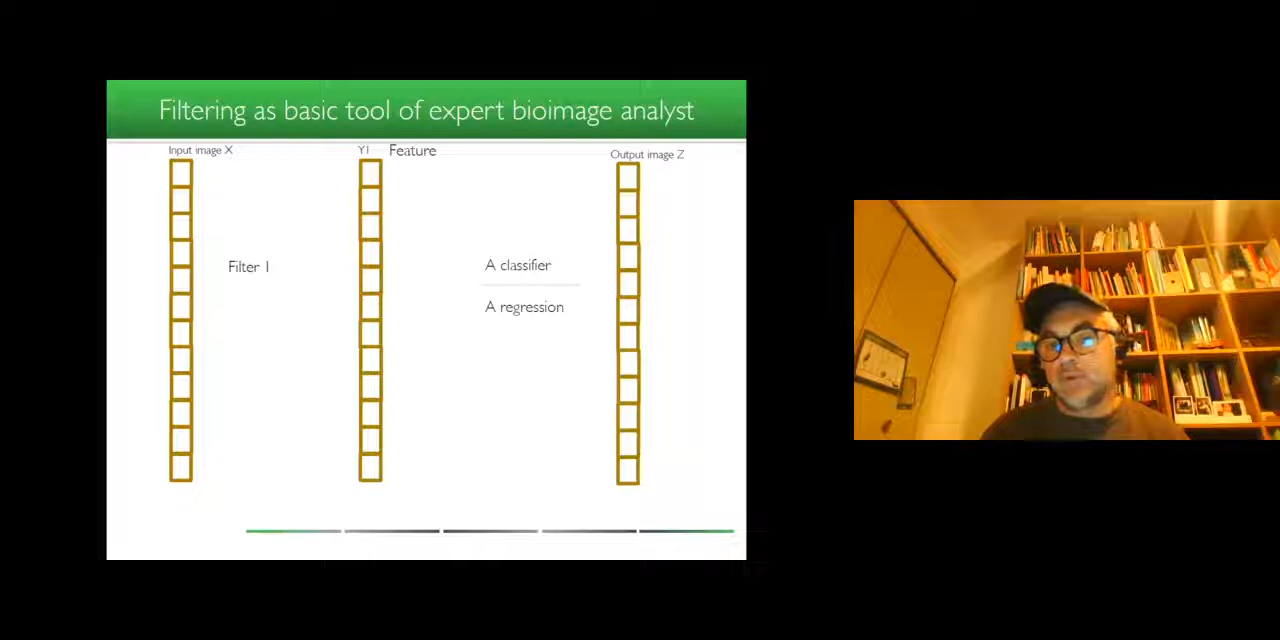 Filtering as basic tool of expert bioimage analyst
Input image X
Y1
Feature
Output image Z
Filter 1
A classifier
A regression